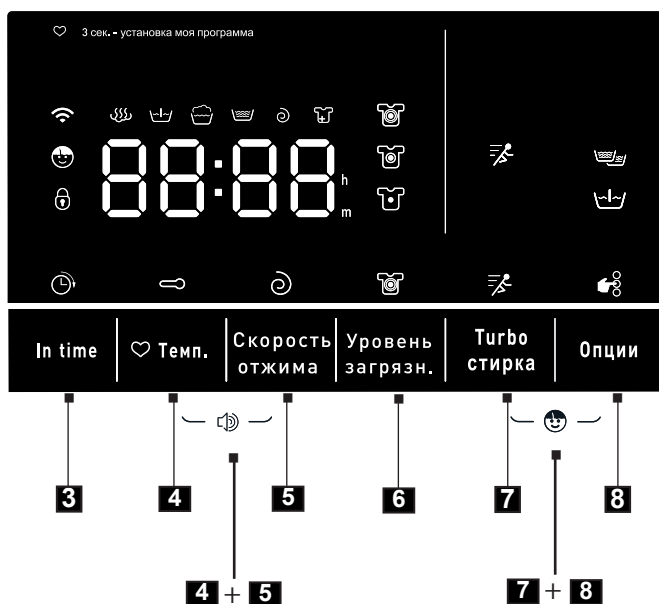 3 сек. - установка моя программа
88:88
h
m
In time
Темп.
Скорость
отжима
Уровень
загрязн.
Turbo
стирка
Опции
3
4
5
6
7
8
4 + 5
7 + 8